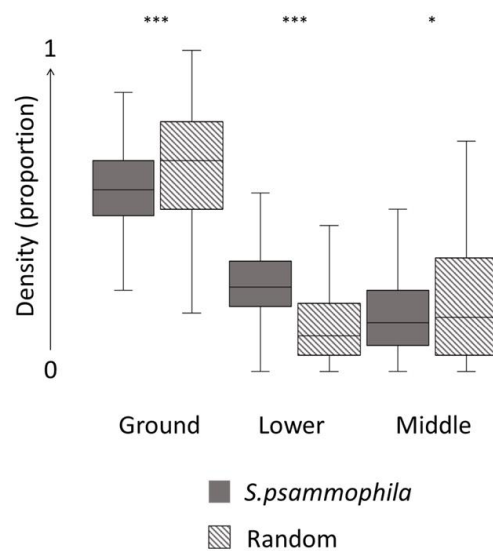 *** *** *
1
Density (proportion)
0
Ground Lower Middle
S.psammophila
Random